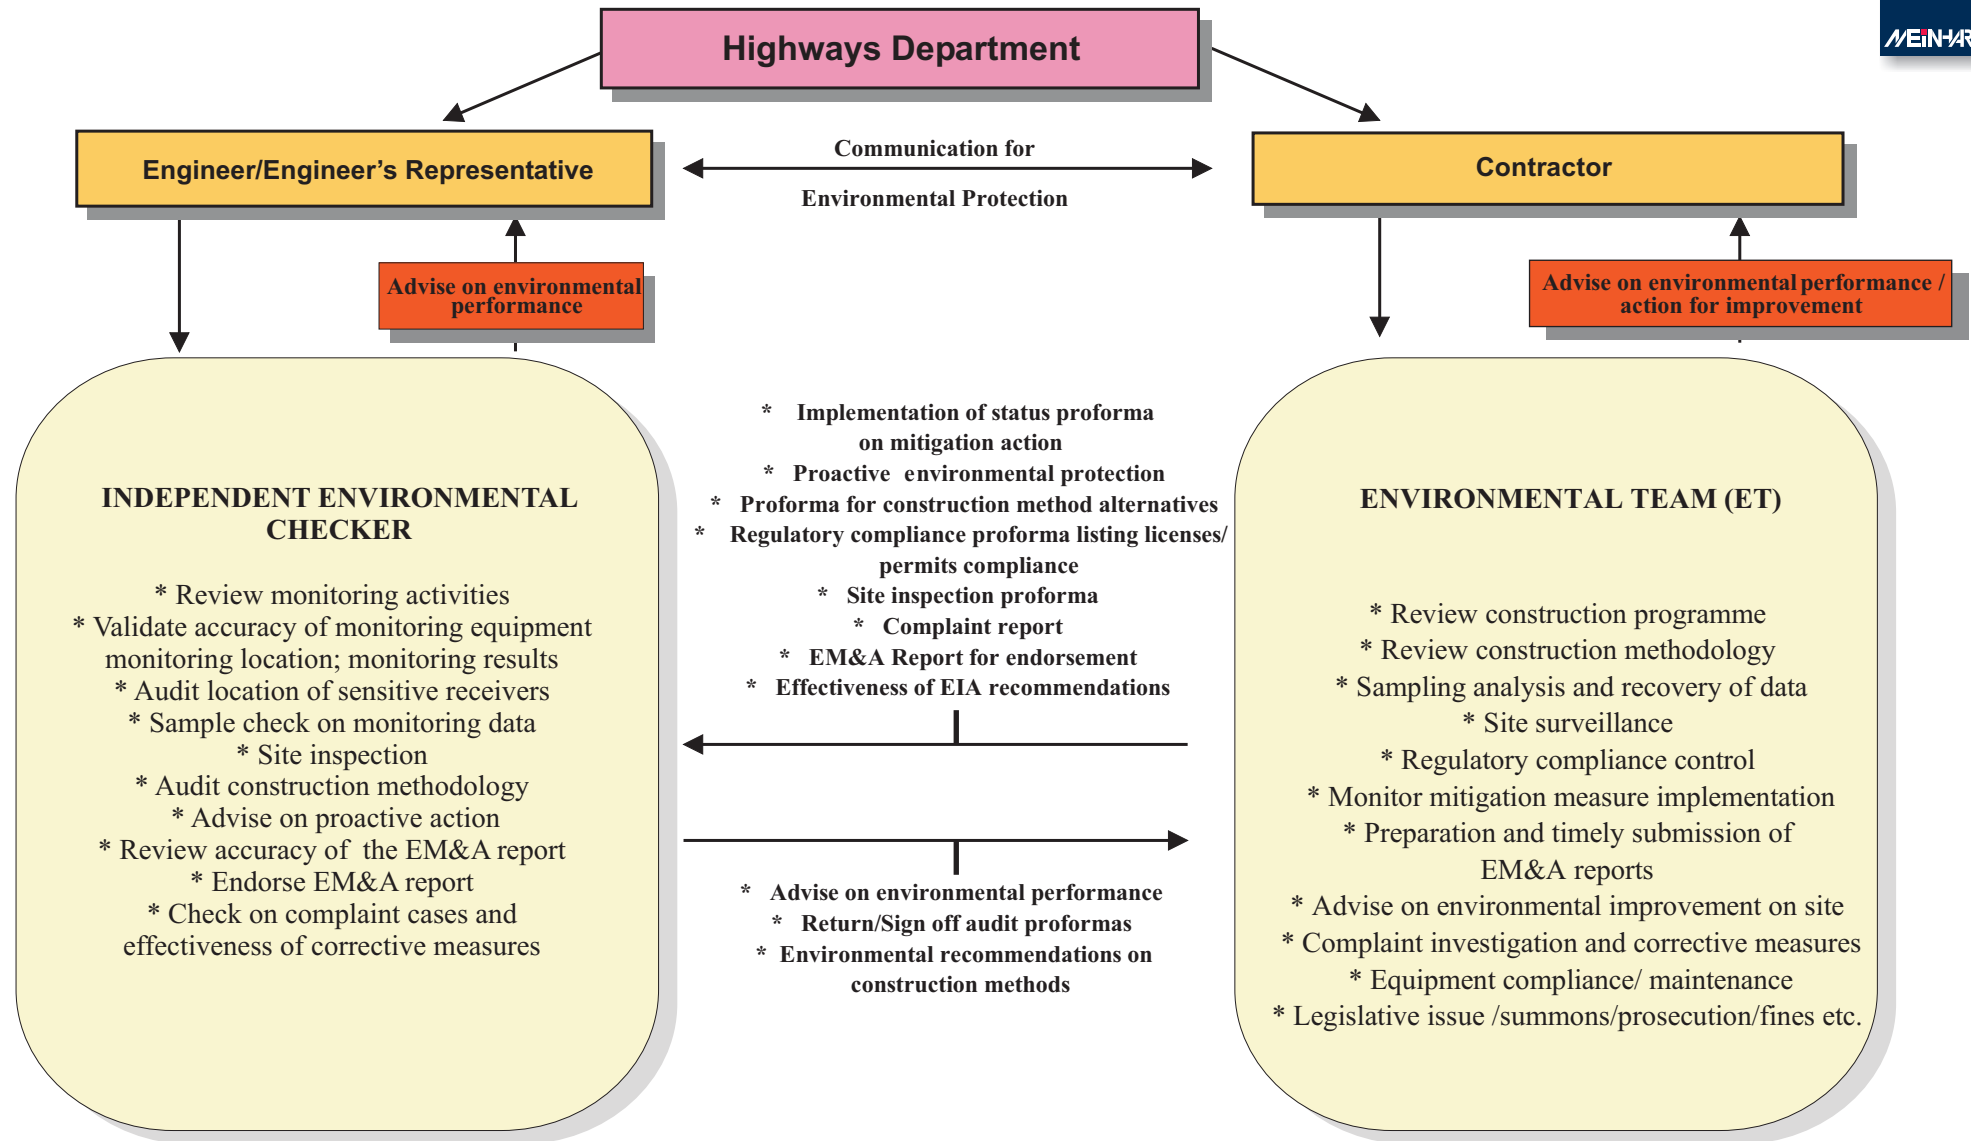 Highways Department
Engineer/Engineer's Representative
Communication for
Environmental Protection
Contractor
Advise on environmental
performance
Advise on environmental performance /
action for improvement
INDEPENDENT ENVIRONMENTAL
CHECKER
* Review monitoring activities
* Validate accuracy of monitoring equipment
monitoring location; monitoring results
* Audit location of sensitive receivers
* Sample check on monitoring data
* Site inspection
* Audit construction methodology
* Advise on proactive action
* Review accuracy of the EM&A report
* Endorse EM&A report
* Check on complaint cases and
effectiveness of corrective measures
* Implementation of status proforma
on mitigation action
* Proactive environmental protection
* Proforma for construction method alternatives
* Regulatory compliance proforma listing licenses/
permits compliance
* Site inspection proforma
* Complaint report
* EM&A Report for endorsement
* Effectiveness of EIA recommendations
* Advise on environmental performance
* Return/Sign off audit proformas
* Environmental recommendations on
construction methods
ENVIRONMENTAL TEAM (ET)
* Review construction programme
* Review construction methodology
* Sampling analysis and recovery of data
* Site surveillance
* Regulatory compliance control
* Monitor mitigation measure implementation
* Preparation and timely submission of
EM&A reports
* Advise on environmental improvement on site
* Complaint investigation and corrective measures
* Equipment compliance/ maintenance
* Legislative issue /summons/prosecution/fines etc.